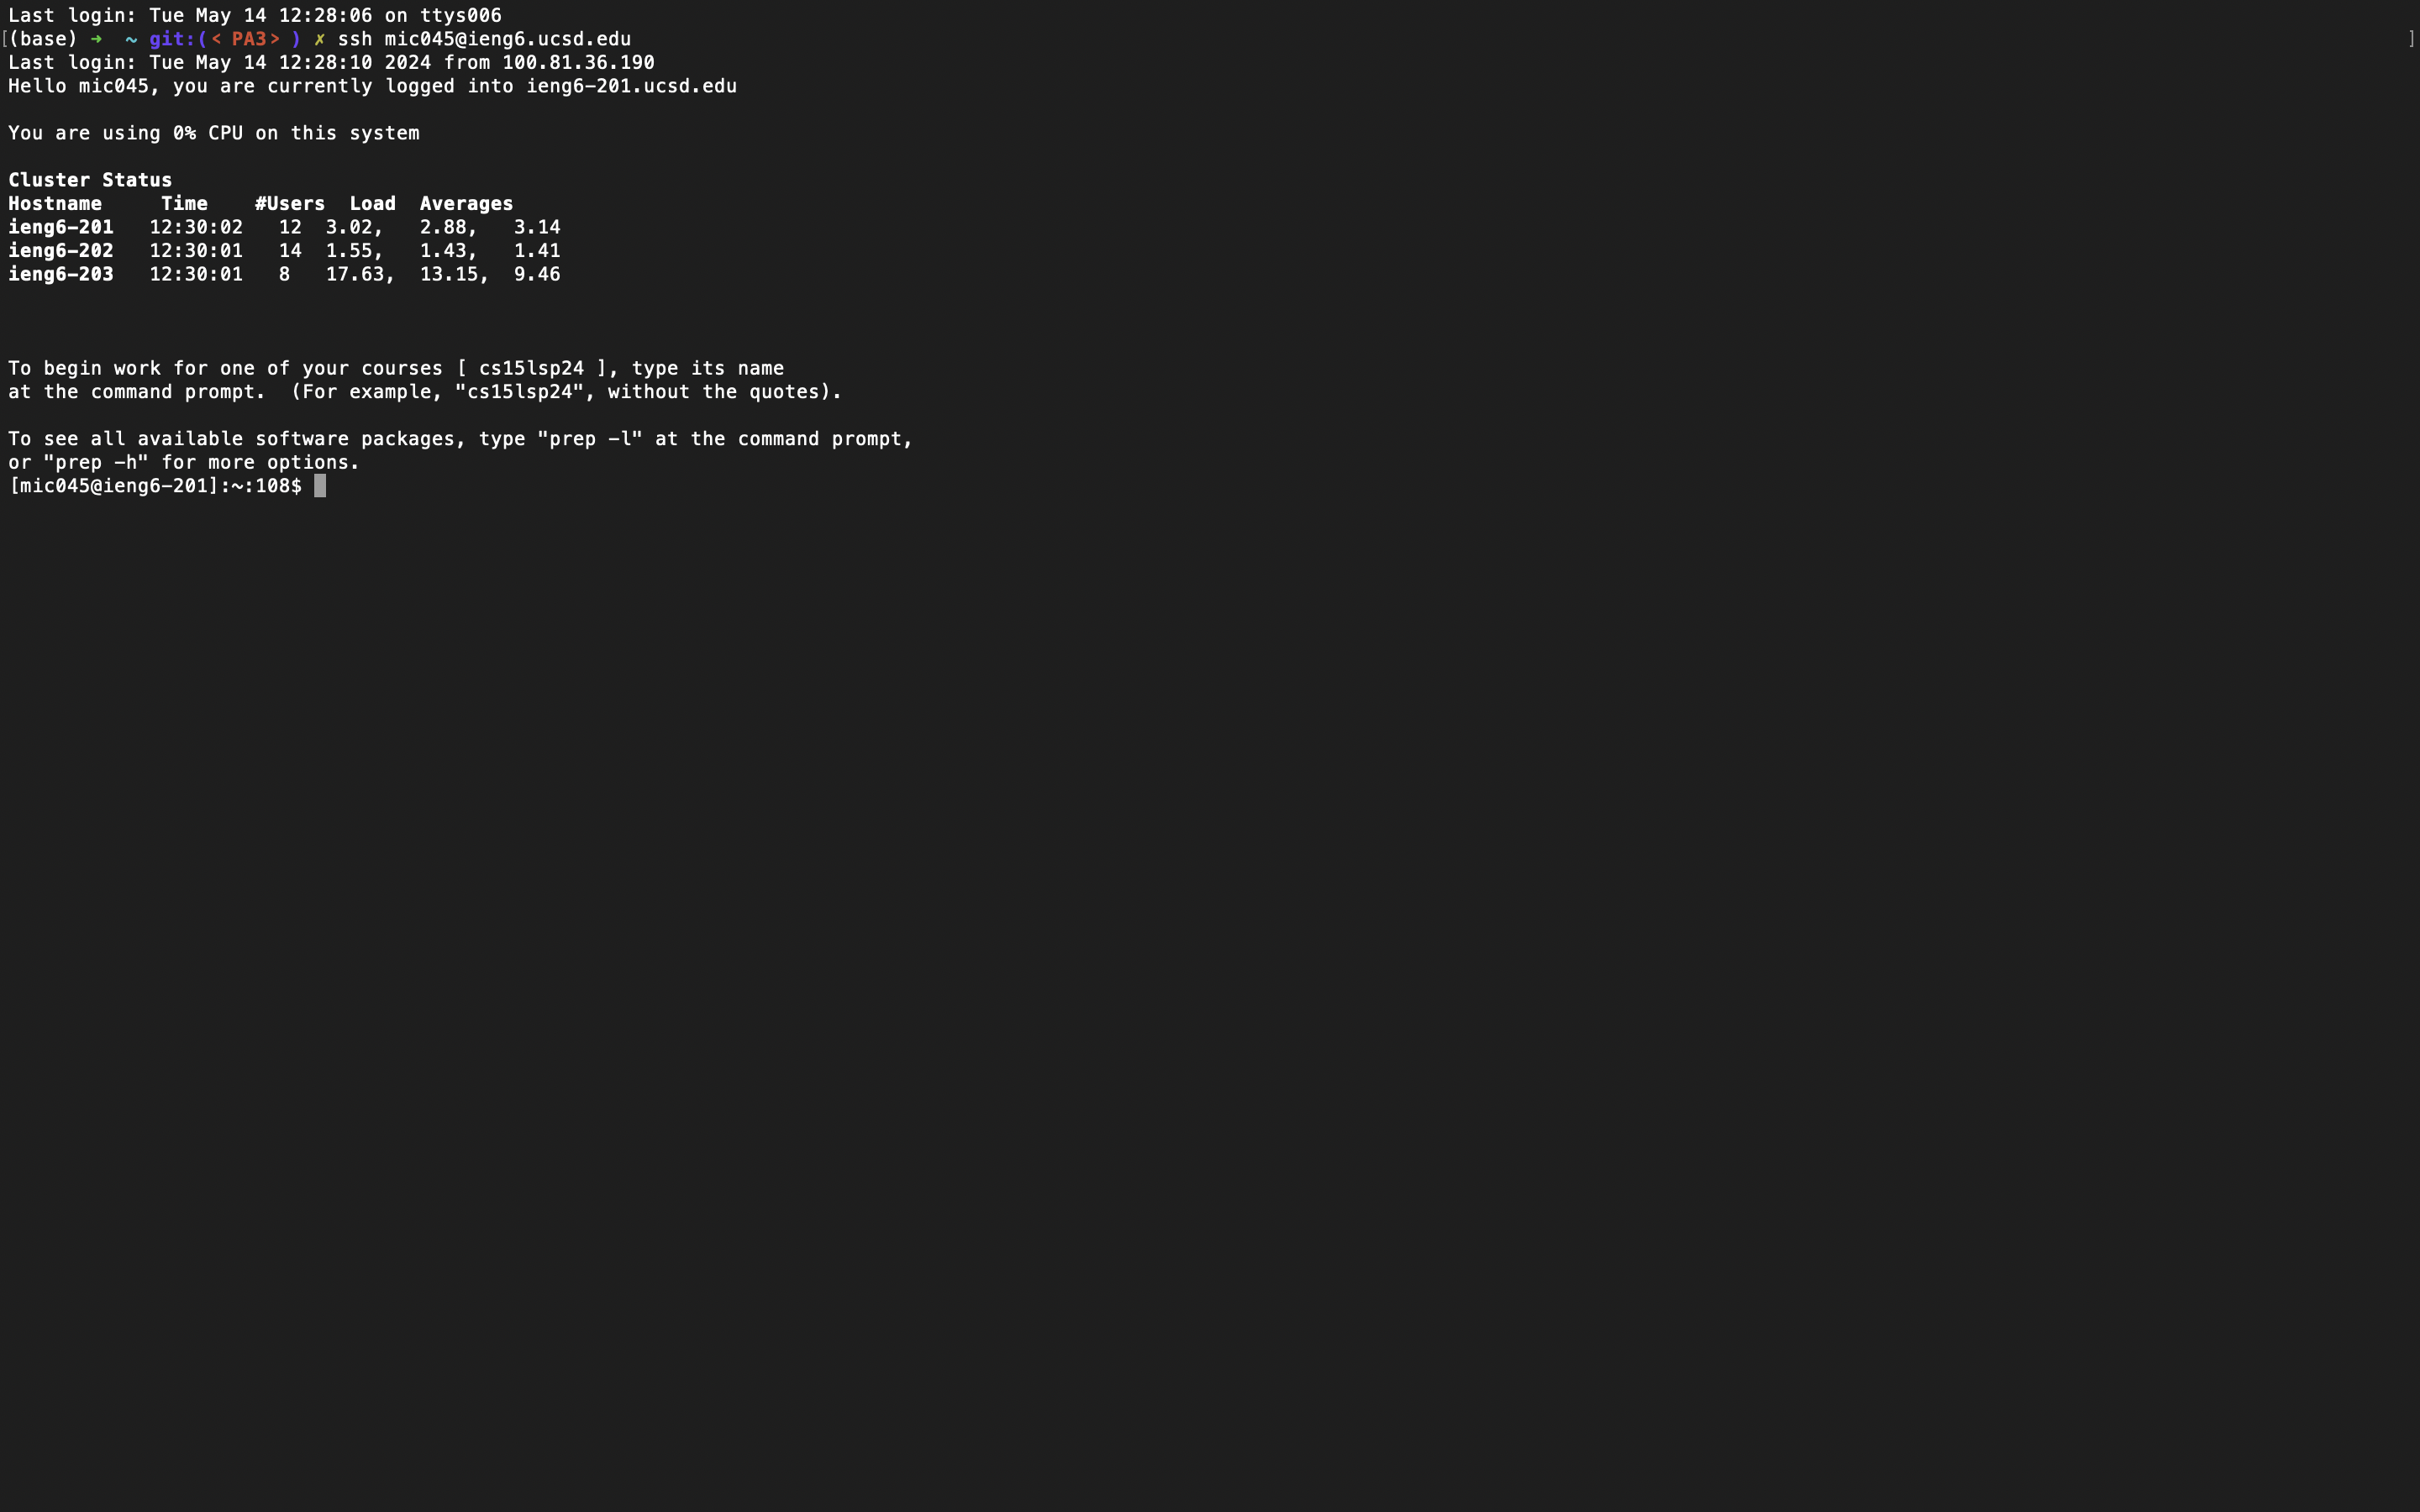 Last login: Tue May 14 12:28:06 on ttys006
[(base) ➜  ~ git:(< PA3> ) ✗ ssh mic045@ieng6.ucsd.edu ]
Last login: Tue May 14 12:28:10 2024 from 100.81.36.190
Hello mic045, you are currently logged into ieng6-201.ucsd.edu
You are using 0% CPU on this system
Cluster Status
Hostname     Time    #Users  Load  Averages
ieng6-201   12:30:02   12  3.02,   2.88,   3.14
ieng6-202   12:30:01   14  1.55,   1.43,   1.41
ieng6-203   12:30:01   8   17.63,  13.15,  9.46
To begin work for one of your courses [ cs15lsp24 ], type its name
at the command prompt.  (For example, "cs15lsp24", without the quotes).
To see all available software packages, type "prep -l" at the command prompt,
or "prep -h" for more options.
[mic045@ieng6-201]:~:108$